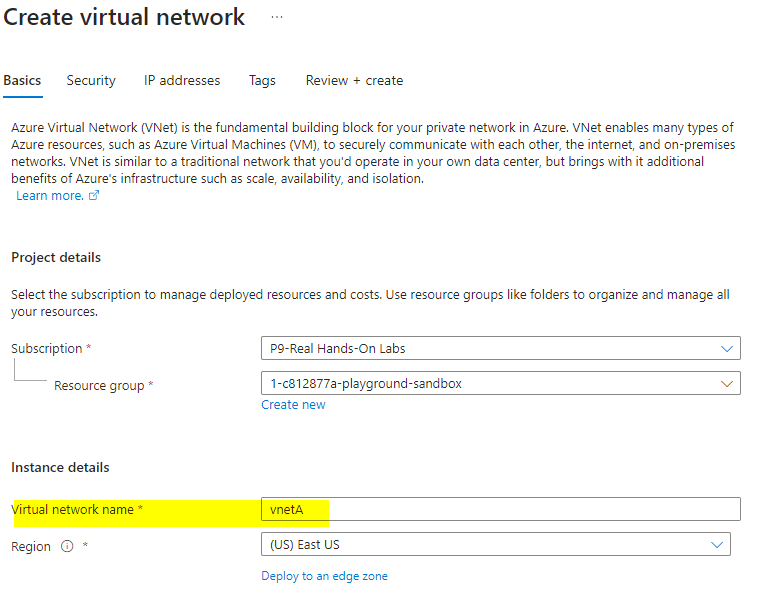 Create virtual network ...
Basics Security IP addresses Tags Review + create
Azure Virtual Network (VNet) is the fundamental building block for your private network in Azure. VNet enables many types of
Azure resources, such as Azure Virtual Machines (VM), to securely communicate with each other, the internet, and on-premises
networks. VNet is similar to a traditional network that you'd operate in your own data center, but brings with it additional
benefits of Azure's infrastructure such as scale, availability, and isolation.
Learn more.
Project details
Select the subscription to manage deployed resources and costs. Use resource groups like folders to organize and manage all
your resources.
Subscription * P9-Real Hands-On Labs
Resource group * 1-c812877a-playground-sandbox
Create new
Instance details
Virtual network name * vnetA
Region * (US) East US
Deploy to an edge zone